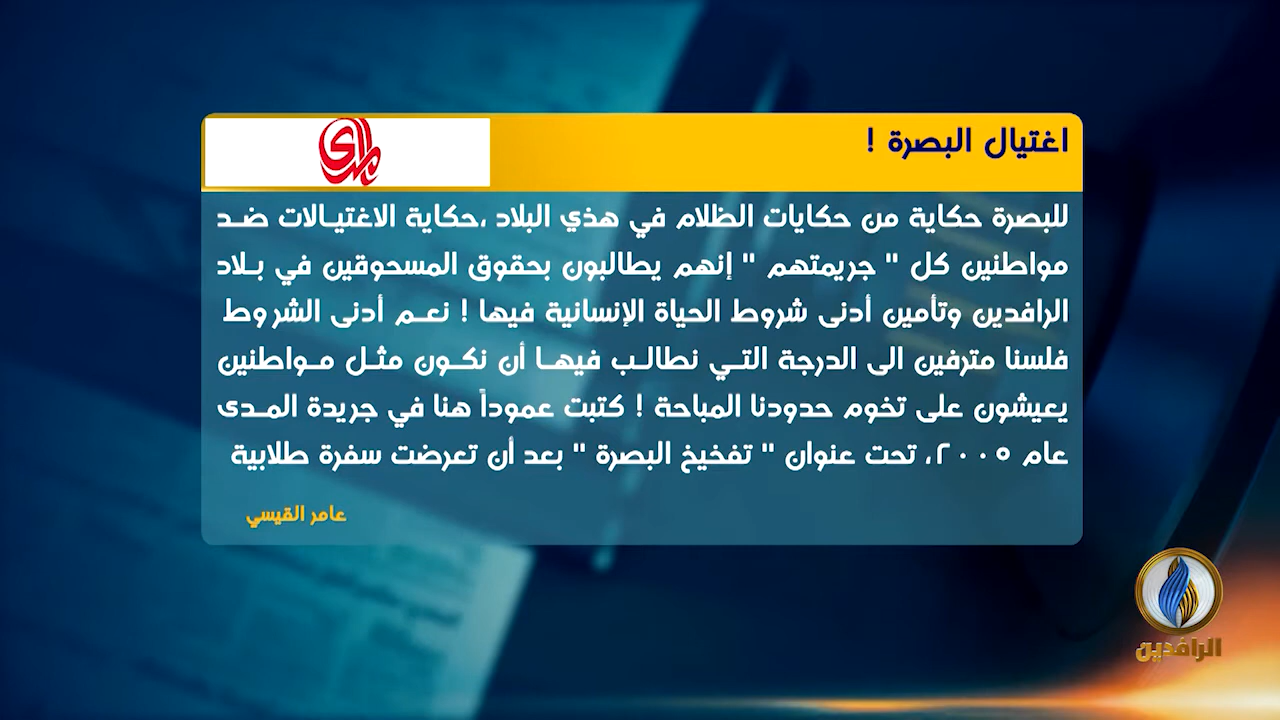 اغتيال البصرة !
المدى
للبصرة حكاية من حكايات الظلام في هذي البلاد ،حكاية الاغتيالات ضد
مواطنين كل " جريمتهم " إنهم يطالبون بحقوق المسحوقين في بلاد
الرافدين وتأمين أدنى شروط الحياة الإنسانية فيها ! نعم أدنى الشروط
فلسنا مترفين الى الدرجة التي نطالب فيها أن نكون مثل مواطنين
يعيشون على تخوم حدودنا المباحة ! كتبت عموداً هنا في جريدة المدى
عام ٢٠٠٥، تحت عنوان " تفخيخ البصرة " بعد أن تعرضت سفرة طلابية
عامر القيسي
الرافدين